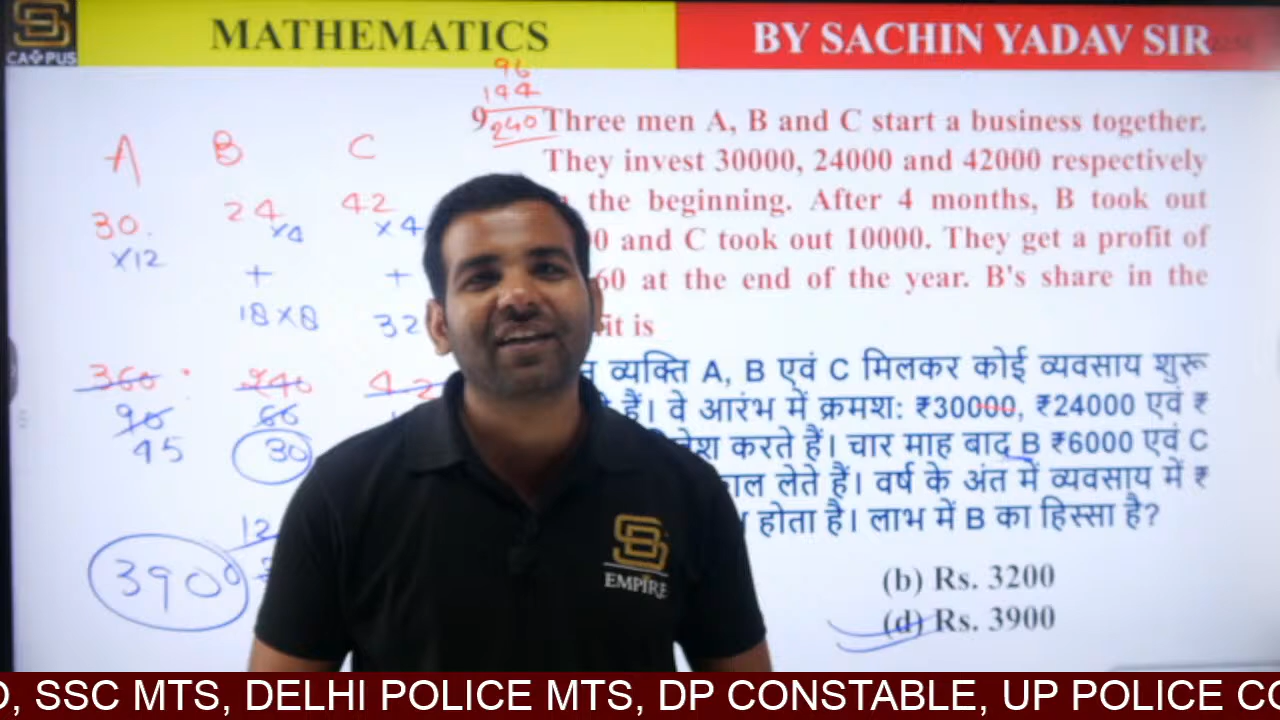 CAMPUS
MATHEMATICS
BY SACHIN YADAV SIR
96
144
240
9
Three men A, B and C start a business together.
They invest 30000, 24000 and 42000 respectively
the beginning. After 4 months, B took out
and C took out 10000. They get a profit of
60 at the end of the year. B's share in the
it is
व्यक्ति A, B एवं C मिलकर कोई व्यवसाय शुरू
हैं। वे आरंभ में क्रमश: ₹30000, ₹24000 एवं ₹
करते हैं। चार माह बाद B ₹6000 एवं C
लेते हैं। वर्ष के अंत में व्यवसाय में ₹
होता है। लाभ में B का हिस्सा है?
(b) Rs. 3200
(d) Rs. 3900
A B C
30 24 42
×12 ×4 ×4
+ +
18×8 32
360 : 240
90 60
45 30
12
3900
SB
EMPIRE
, SSC MTS, DELHI POLICE MTS, DP CONSTABLE, UP POLICE